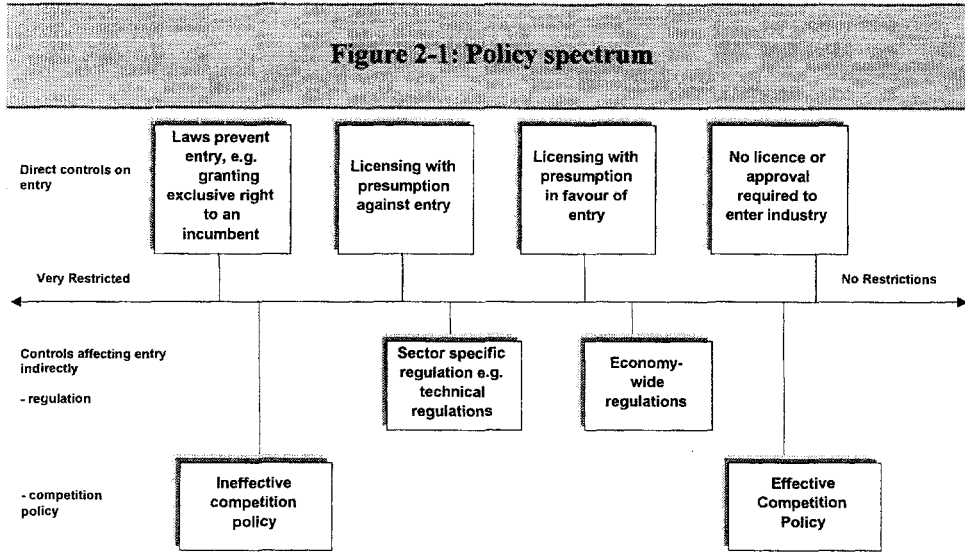 Figure 2-1: Policy spectrum
Direct controls on
entry
Laws prevent
entry, e.g.
granting
exclusive right
to an
incumbent
Licensing with
presumption
against entry
Licensing with
presumption
in favour of
entry
No licence or
approval
required to
enter industry
Very Restricted
No Restrictions
Controls affecting entry
indirectly
- regulation
Sector specific
regulation e.g.
technical
regulations
Economy-
wide
regulations
- competition
policy
Ineffective
competition
policy
Effective
Competition
Policy